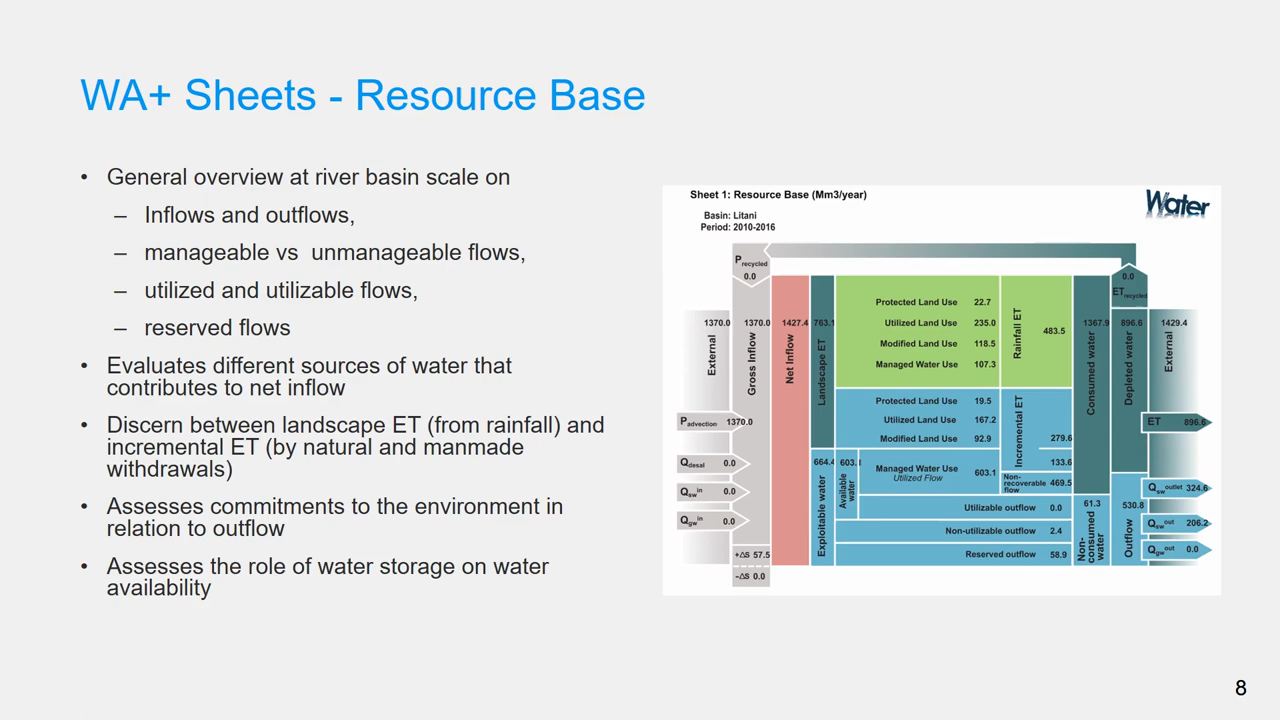 WA+ Sheets - Resource Base
• General overview at river basin scale on
– Inflows and outflows,
– manageable vs unmanageable flows,
– utilized and utilizable flows,
– reserved flows
• Evaluates different sources of water that
contributes to net inflow
• Discern between landscape ET (from rainfall) and
incremental ET (by natural and manmade
withdrawals)
• Assesses commitments to the environment in
relation to outflow
• Assesses the role of water storage on water
availability
Sheet 1: Resource Base (Mm3/year)
Water
Basin: Litani
Period: 2010-2016
Precycled
0.0
0.0
ETrecycled
External
1370.0
Gross Inflow
1370.0
Net Inflow
1427.4
Landscape ET
763.1
Protected Land Use 22.7
Utilized Land Use 235.0
Modified Land Use 118.5
Managed Water Use 107.3
Rainfall ET
483.5
Consumed water
1367.9
Depleted water
896.6
External
1429.4
Protected Land Use 19.5
Utilized Land Use 167.2
Modified Land Use 92.9
Incremental ET
279.6
133.6
Padvection 1370.0
Qdesal 0.0
Qswin 0.0
Qgwin 0.0
+ΔS 57.5
-ΔS 0.0
Exploitable water
664.4
Available
water
603.1
Managed Water Use 603.1
Utilized Flow
Non-
recoverable 469.5
flow
Utilizable outflow 0.0
Non-utilizable outflow 2.4
Reserved outflow 58.9
61.3
Non-
consumed
water
530.8
Outflow
ET 896.6
Qswoutlet 324.6
Qswout 206.2
Qgwout 0.0
8